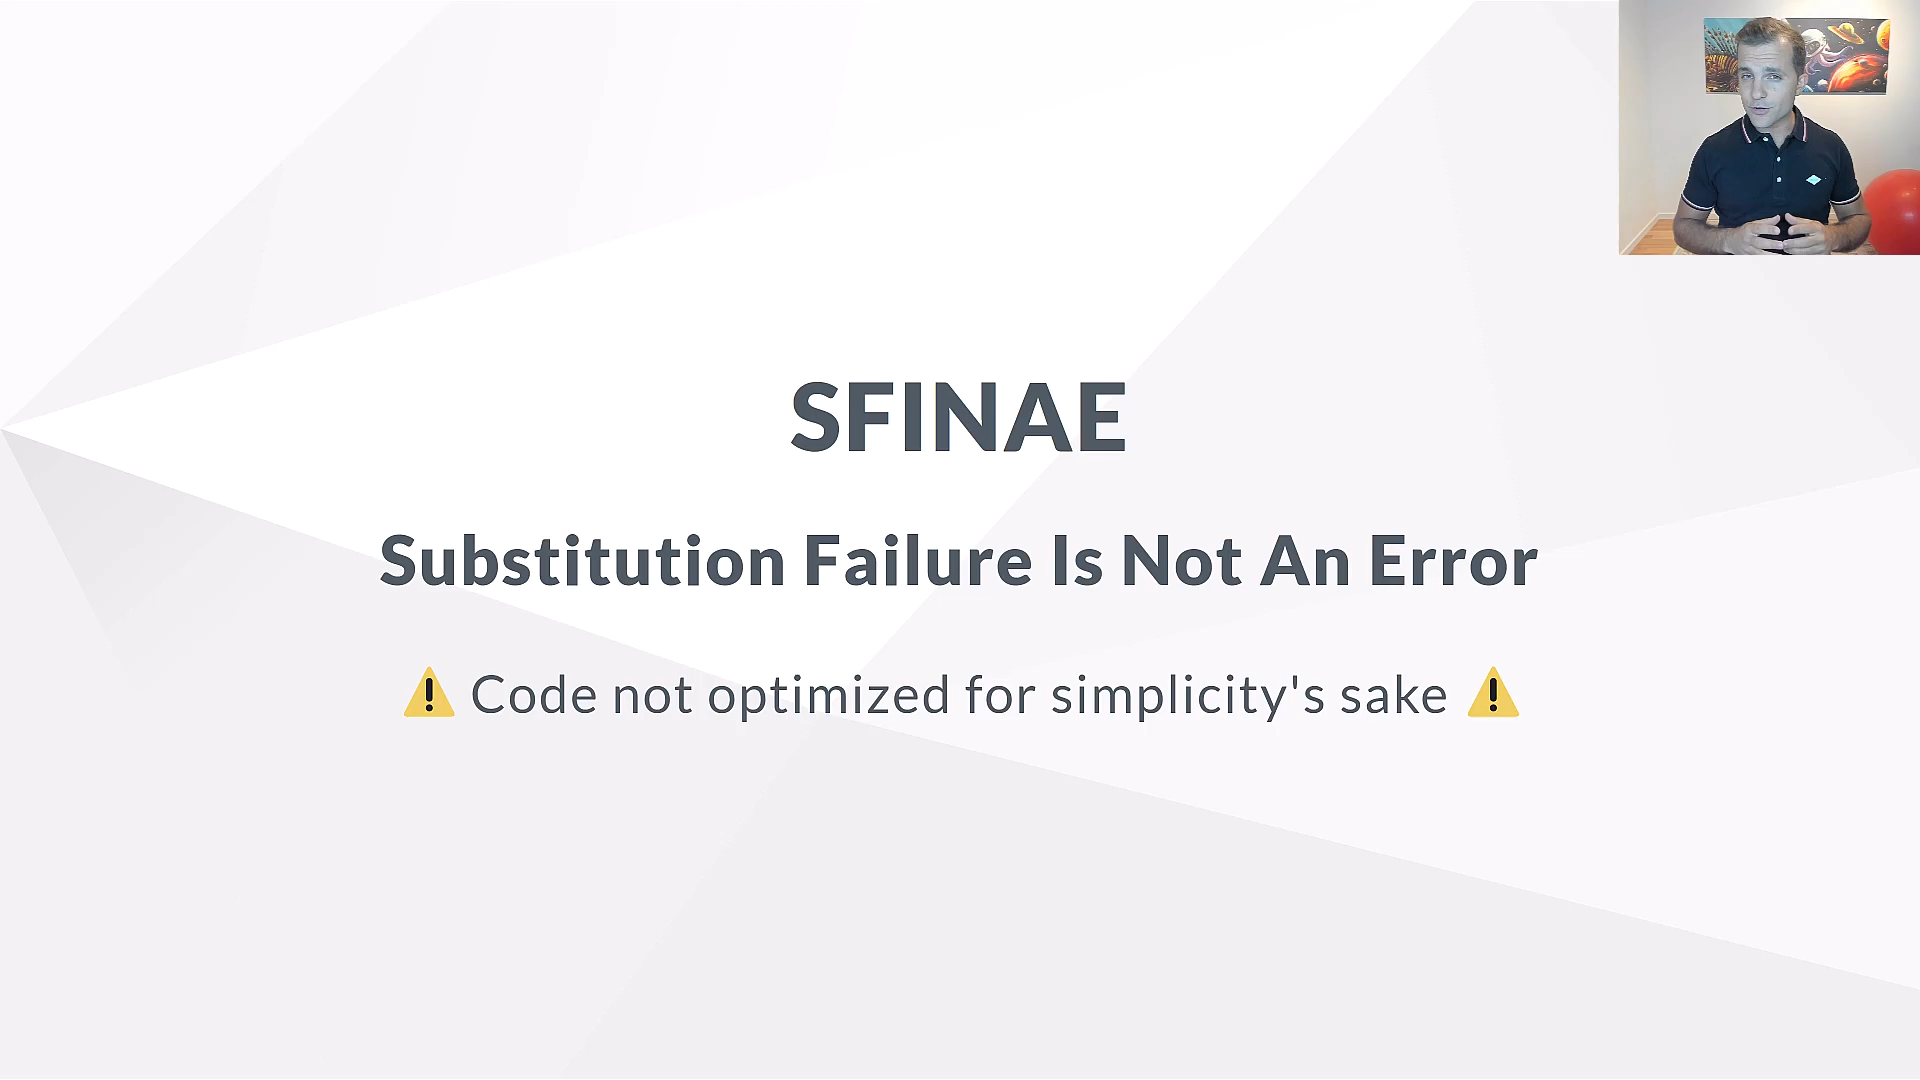 SFINAE
Substitution Failure Is Not An Error
⚠️ Code not optimized for simplicity's sake ⚠️